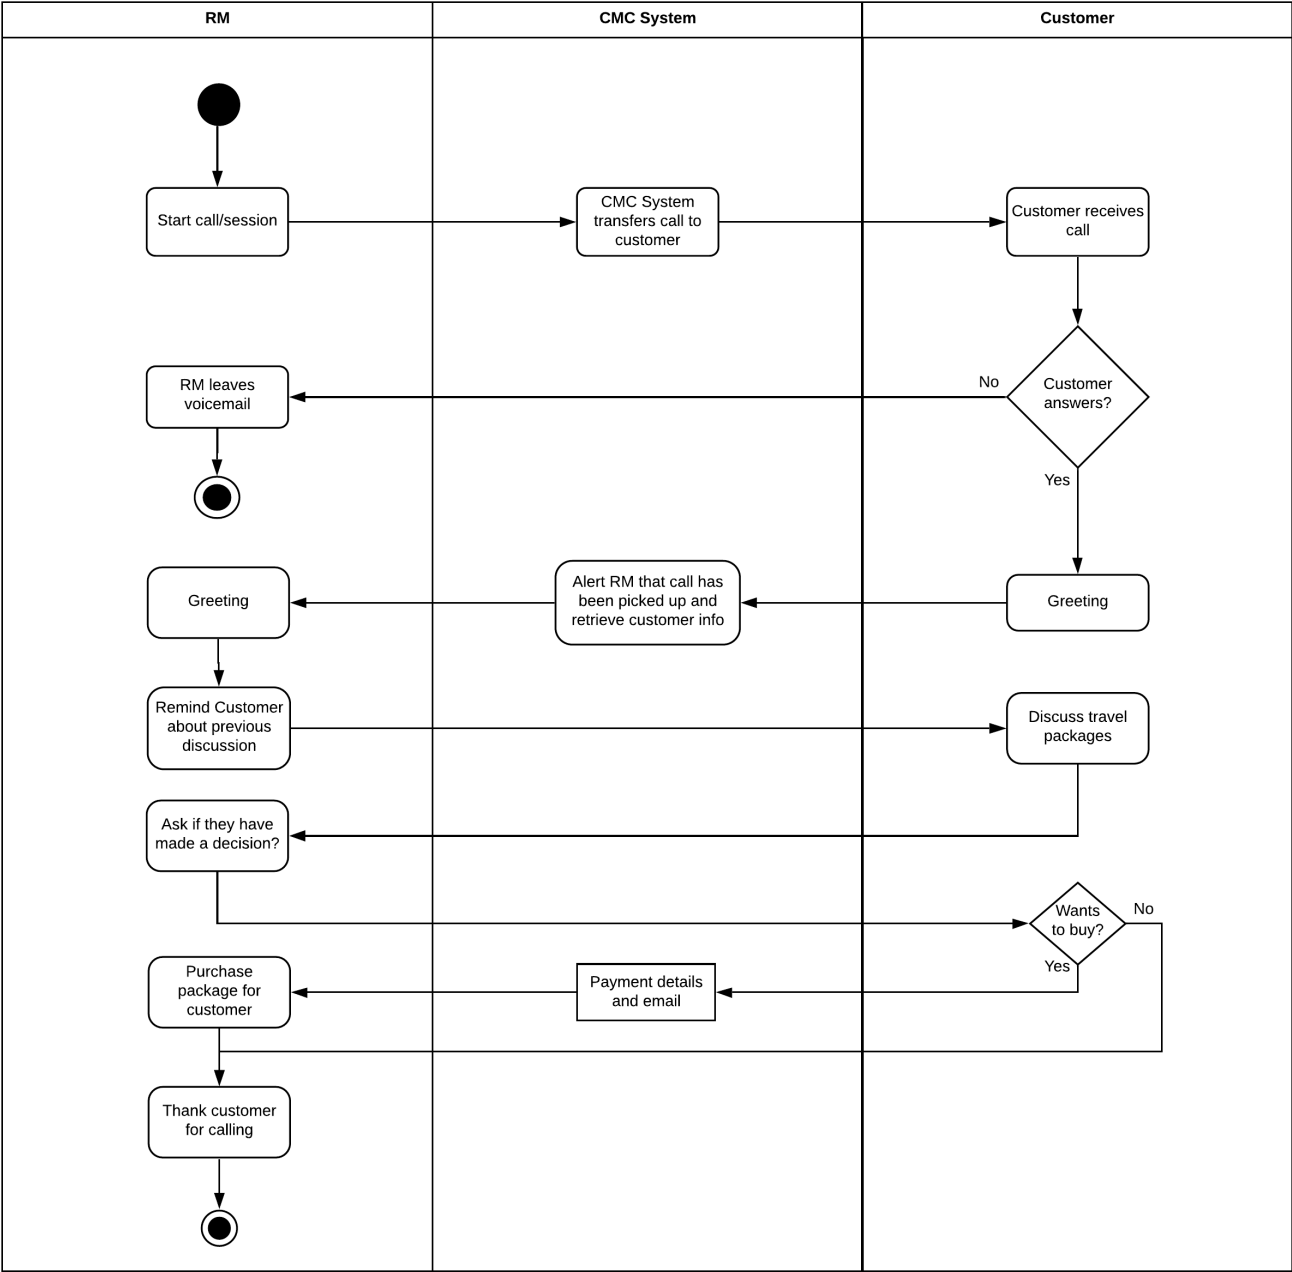 RM
CMC System
Customer
Start call/session
CMC System
transfers call to
customer
Customer receives
call
RM leaves
voicemail
No
Customer
answers?
Yes
Greeting
Alert RM that call has
been picked up and
retrieve customer info
Greeting
Remind Customer
about previous
discussion
Discuss travel
packages
Ask if they have
made a decision?
Wants
to buy?
No
Yes
Purchase
package for
customer
Payment details
and email
Thank customer
for calling